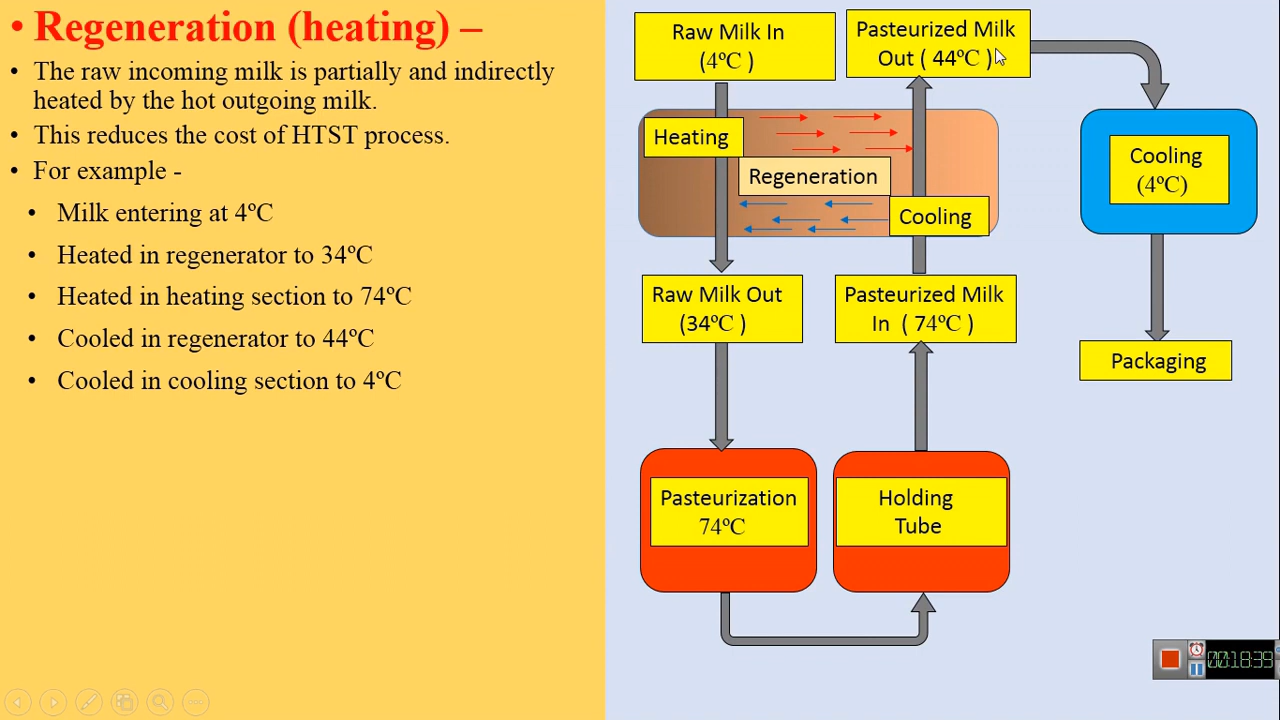 • Regeneration (heating) –
• The raw incoming milk is partially and indirectly
heated by the hot outgoing milk.
• This reduces the cost of HTST process.
• For example -
• Milk entering at 4ºC
• Heated in regenerator to 34ºC
• Heated in heating section to 74ºC
• Cooled in regenerator to 44ºC
• Cooled in cooling section to 4ºC
Raw Milk In
(4ºC )
Pasteurized Milk
Out ( 44ºC )
Heating
Regeneration
Cooling
Cooling
(4ºC)
Raw Milk Out
(34ºC )
Pasteurized Milk
In ( 74ºC )
Packaging
Pasteurization
74ºC
Holding
Tube
00:18:39